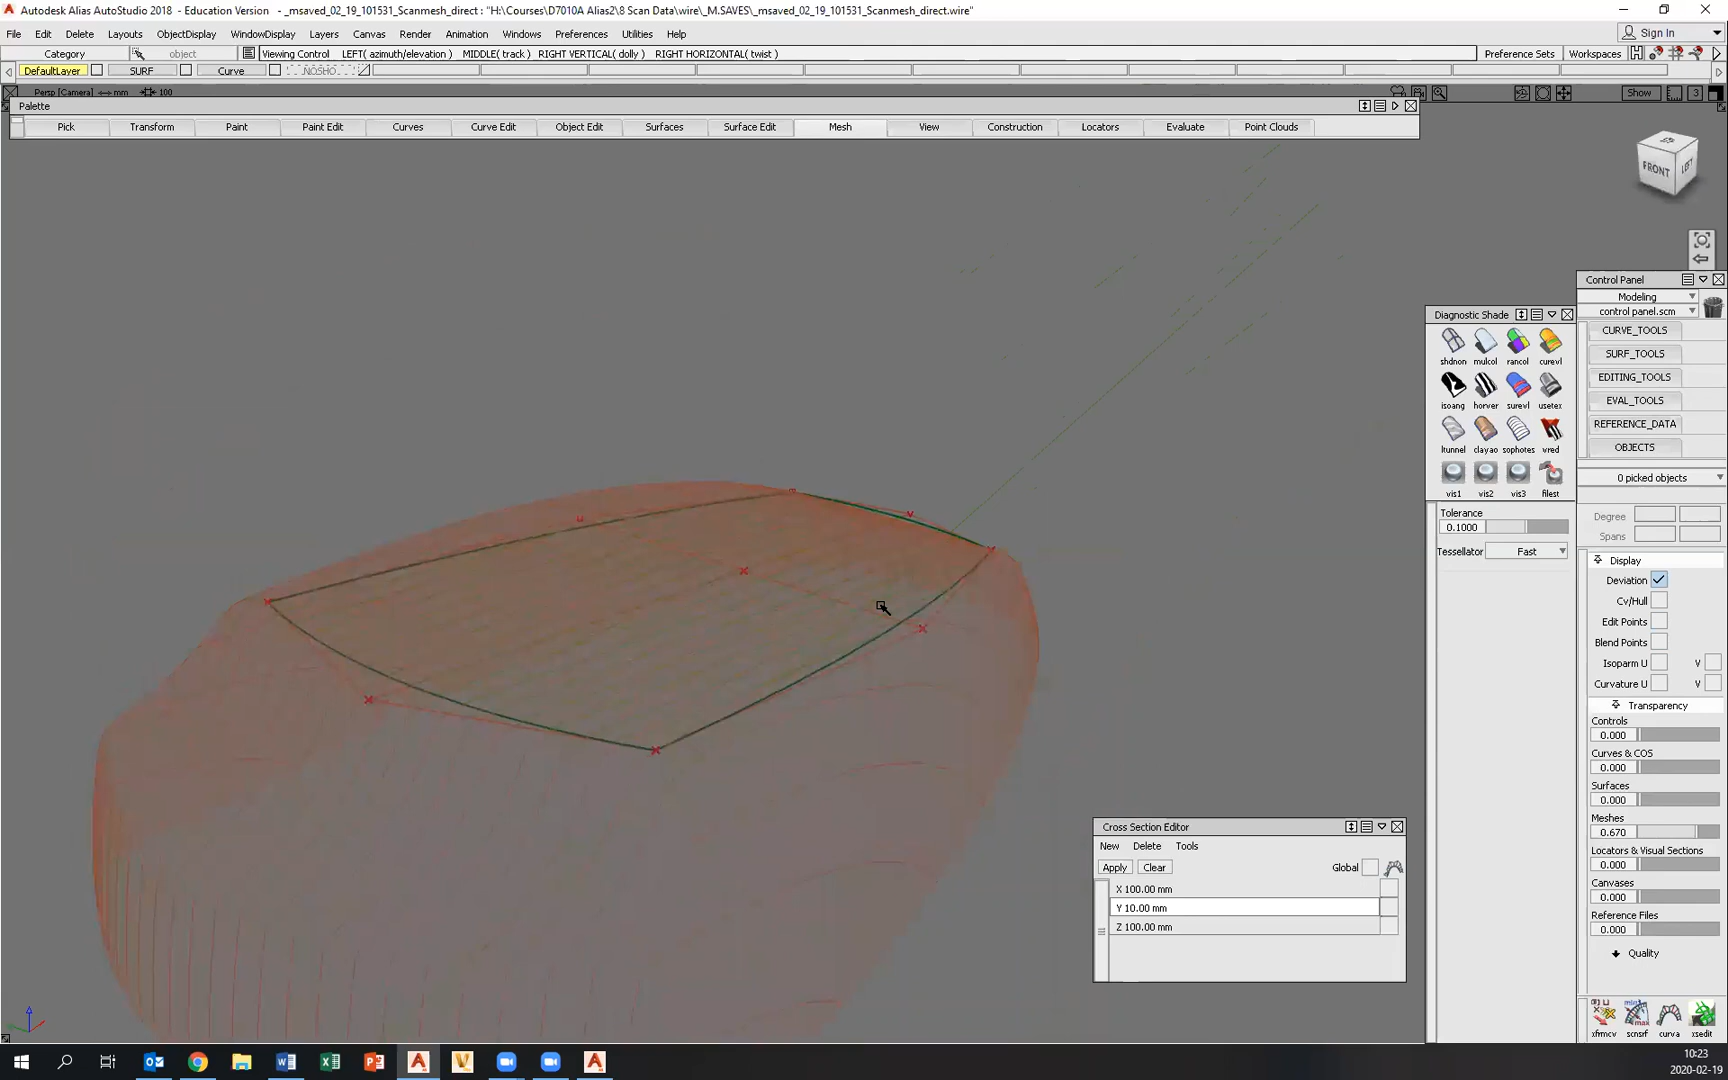 Autodesk Alias AutoStudio 2018 - Education Version - _msaved_02_19_101531_Scanmesh_direct : "H:\Courses\D7010A Alias2\8 Scan Data\wire\_M.SAVES\_msaved_02_19_101531_Scanmesh_direct.wire"
File Edit Delete Layouts ObjectDisplay WindowDisplay Layers Canvas Render Animation Windows Preferences Utilities Help
Sign In
Category object Viewing Control LEFT( azimuth/elevation ) MIDDLE( track ) RIGHT VERTICAL( dolly ) RIGHT HORIZONTAL( twist ) Preference Sets Workspaces
DefaultLayer SURF Curve NOSHO
Persp [Camera] mm 100 Show 3
Palette
Pick Transform Paint Paint Edit Curves Curve Edit Object Edit Surfaces Surface Edit Mesh View Construction Locators Evaluate Point Clouds
FRONT LEFT
Control Panel
Modeling
control panel.scm
CURVE_TOOLS
SURF_TOOLS
EDITING_TOOLS
EVAL_TOOLS
REFERENCE_DATA
OBJECTS
0 picked objects
Degree
Spans
Display
Deviation
Cv/Hull
Edit Points
Blend Points
Isoparm U V
Curvature U V
Transparency
Controls
0.000
Curves & COS
0.000
Surfaces
0.000
Meshes
0.670
Locators & Visual Sections
0.000
Canvases
0.000
Reference Files
0.000
Quality
xfrmcv scnsrf curva xsedit
Diagnostic Shade
shdnon mulcol rancol curevl
isoang horver surevl usetex
ltunnel clayao sophotes vred
vis1 vis2 vis3 filest
Tolerance
0.1000
Tessellator Fast
Cross Section Editor
New Delete Tools
Apply Clear Global
X 100.00 mm
Y 10.00 mm
Z 100.00 mm
10:23
2020-02-19